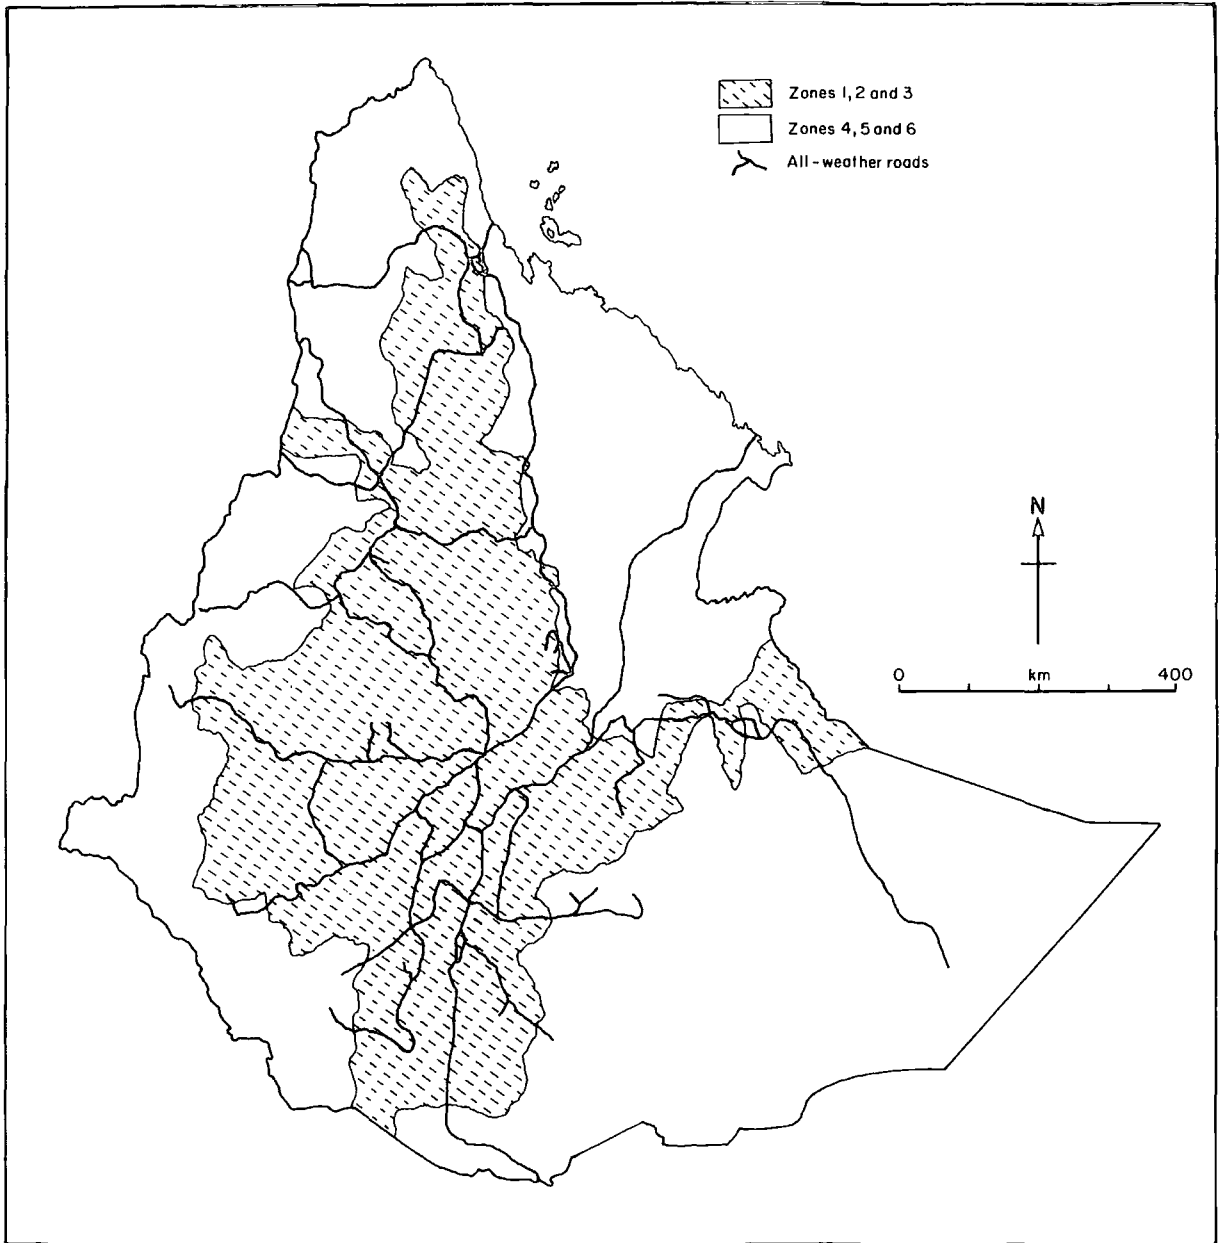 Zones 1, 2 and 3
Zones 4, 5 and 6
All-weather roads
N
0 km 400